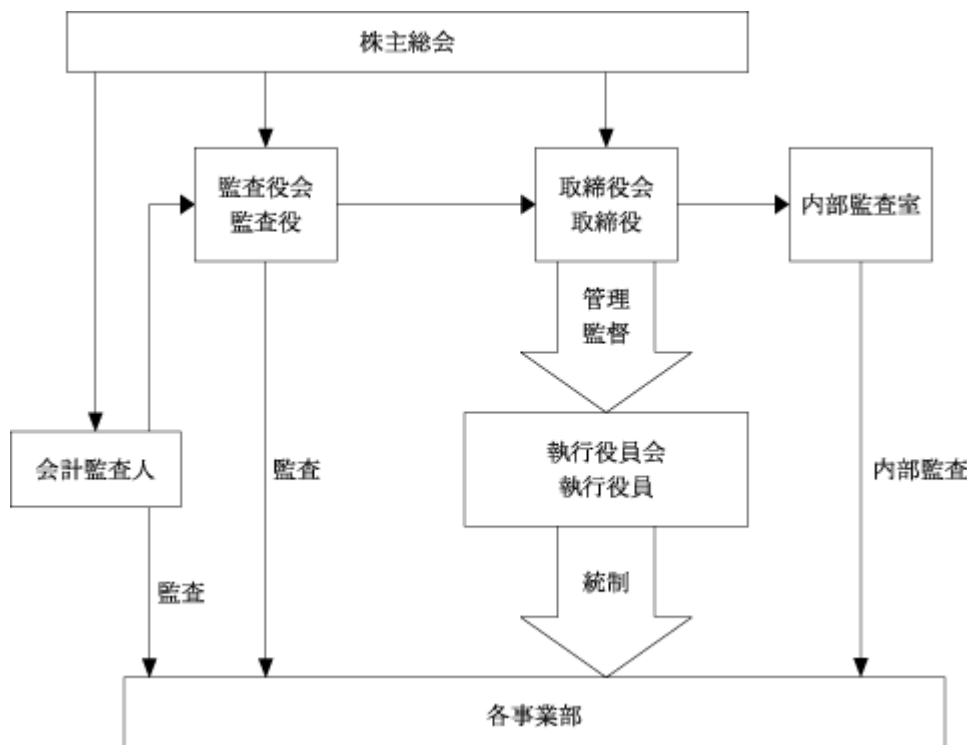 株主総会
監査役会
監査役
取締役会
取締役
内部監査室
管理
監督
会計監査人
監査
執行役員会
執行役員
内部監査
監査
統制
各事業部